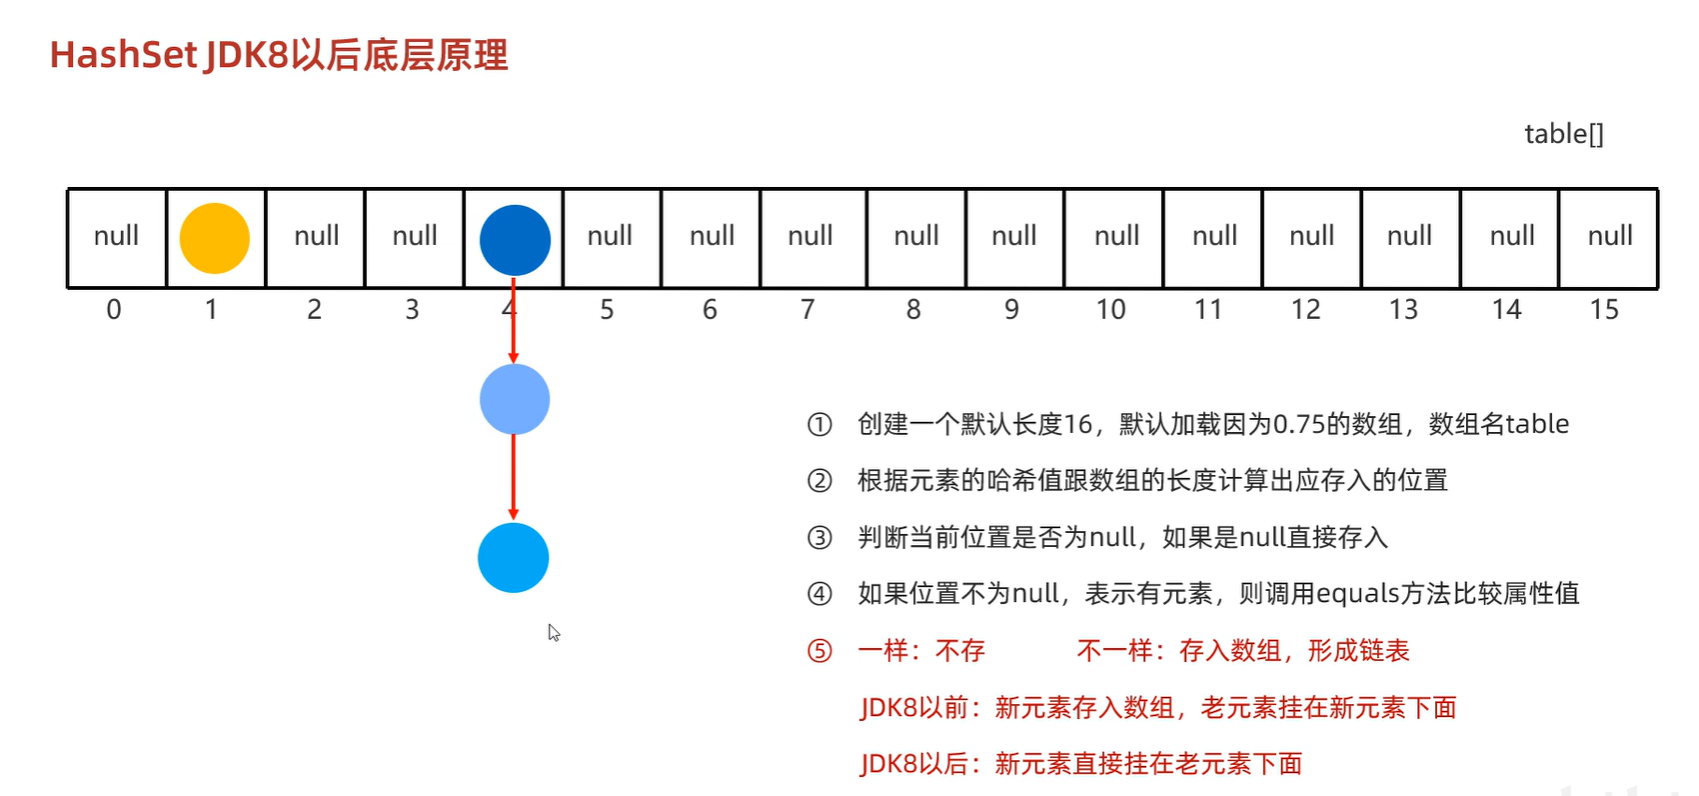 HashSet JDK8以后底层原理
table[]
null null null null null null null null null null null null null null
0 1 2 3 4 5 6 7 8 9 10 11 12 13 14 15
① 创建一个默认长度16，默认加载因为0.75的数组，数组名table
② 根据元素的哈希值跟数组的长度计算出应存入的位置
③ 判断当前位置是否为null，如果是null直接存入
④ 如果位置不为null，表示有元素，则调用equals方法比较属性值
⑤ 一样：不存 不一样：存入数组，形成链表
JDK8以前：新元素存入数组，老元素挂在新元素下面
JDK8以后：新元素直接挂在老元素下面